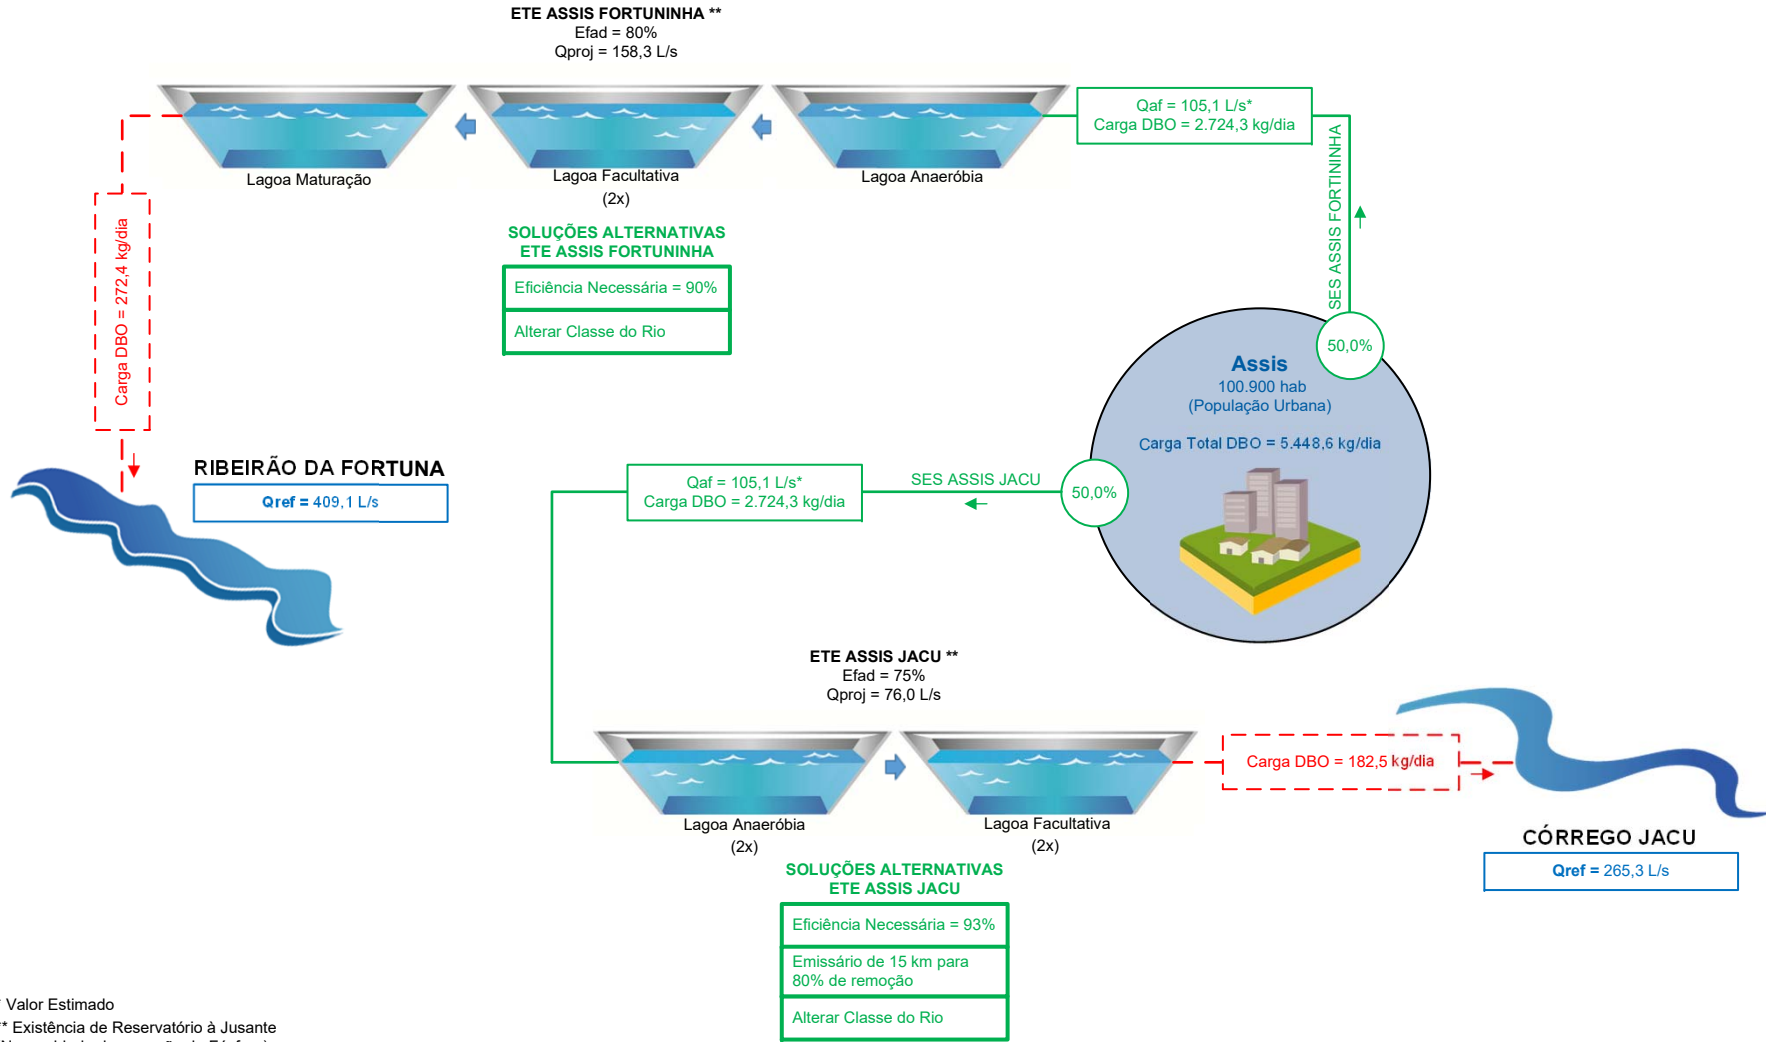 ETE ASSIS FORTUNINHA **
Efad = 80%
Qproj = 158,3 L/s
Qaf = 105,1 L/s*
Carga DBO = 2.724,3 kg/dia
Lagoa Maturação
Lagoa Facultativa
(2x)
Lagoa Anaeróbia
SES ASSIS FORTININHA
Carga DBO = 272,4 kg/dia
SOLUÇÕES ALTERNATIVAS
ETE ASSIS FORTUNINHA
Eficiência Necessária = 90%
Alterar Classe do Rio
50,0%
Assis
100.900 hab
(População Urbana)
Carga Total DBO = 5.448,6 kg/dia
RIBEIRÃO DA FORTUNA
Qref = 409,1 L/s
Qaf = 105,1 L/s*
Carga DBO = 2.724,3 kg/dia
SES ASSIS JACU
50,0%
ETE ASSIS JACU **
Efad = 75%
Qproj = 76,0 L/s
Lagoa Anaeróbia
(2x)
Lagoa Facultativa
(2x)
Carga DBO = 182,5 kg/dia
CÓRREGO JACU
Qref = 265,3 L/s
SOLUÇÕES ALTERNATIVAS
ETE ASSIS JACU
Eficiência Necessária = 93%
Emissário de 15 km para
80% de remoção
Alterar Classe do Rio
* Valor Estimado
** Existência de Reservatório à Jusante